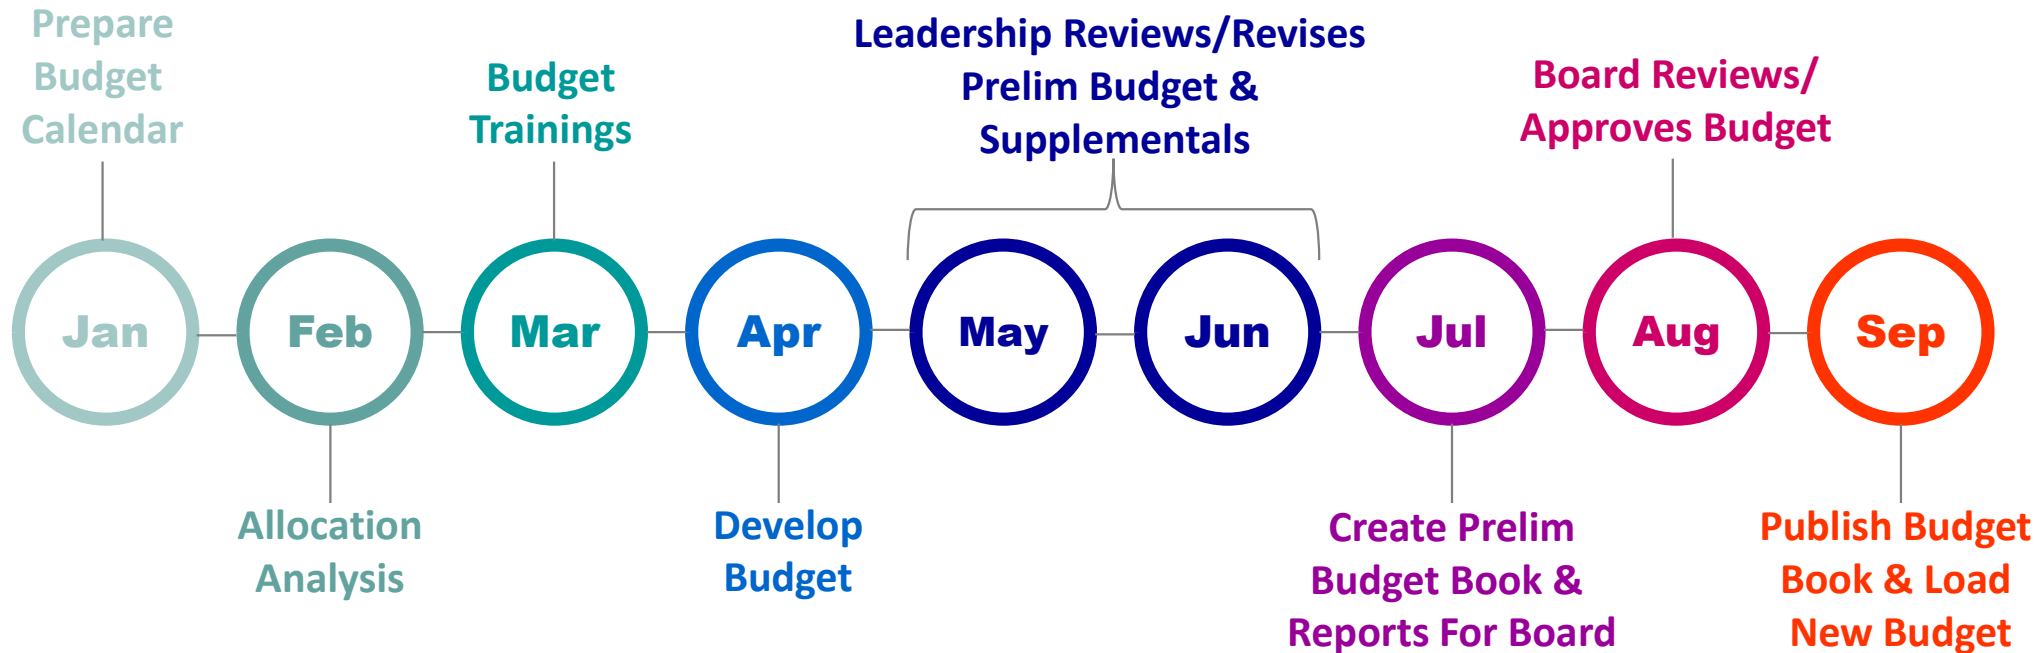 Prepare
Budget
Calendar
Budget
Trainings
Leadership Reviews/Revises
Prelim Budget &
Supplementals
Board Reviews/
Approves Budget
Jan
Feb
Mar
Apr
May
Jun
Jul
Aug
Sep
Allocation
Analysis
Develop
Budget
Create Prelim
Budget Book &
Reports For Board
Publish Budget
Book & Load
New Budget